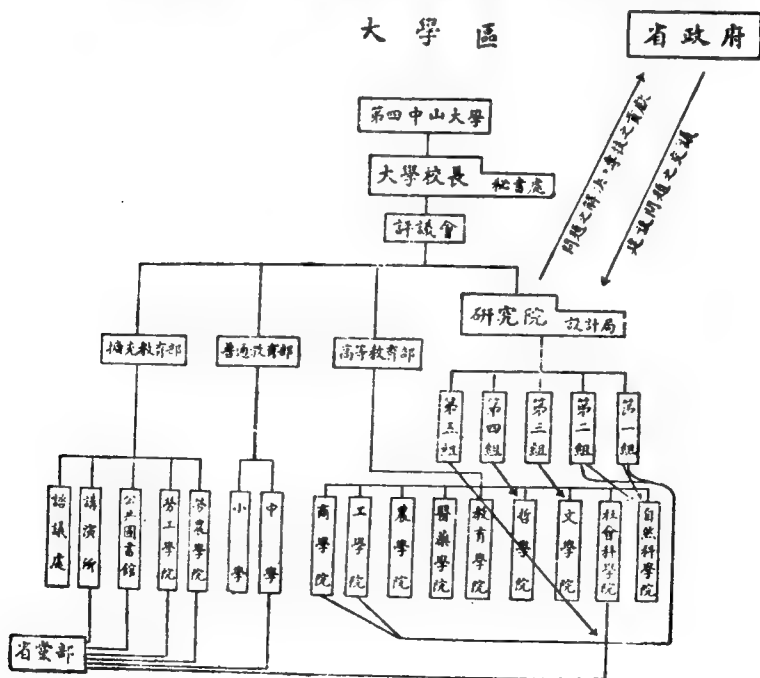 大學區
省政府
第四中山大學
大學校長
秘書處
評議會
問題之解決，專技之貢獻
建設問題之交議
研究院
設計局
擴充教育部
普通教育部
高等教育部
第一組
第二組
第三組
第四組
第五組
自然科學院
社會科學院
文學院
哲學院
教育學院
醫藥學院
農學院
工學院
商學院
中學
小學
勞農學院
勞工學院
公共圖書館
講演所
諮議處
省黨部